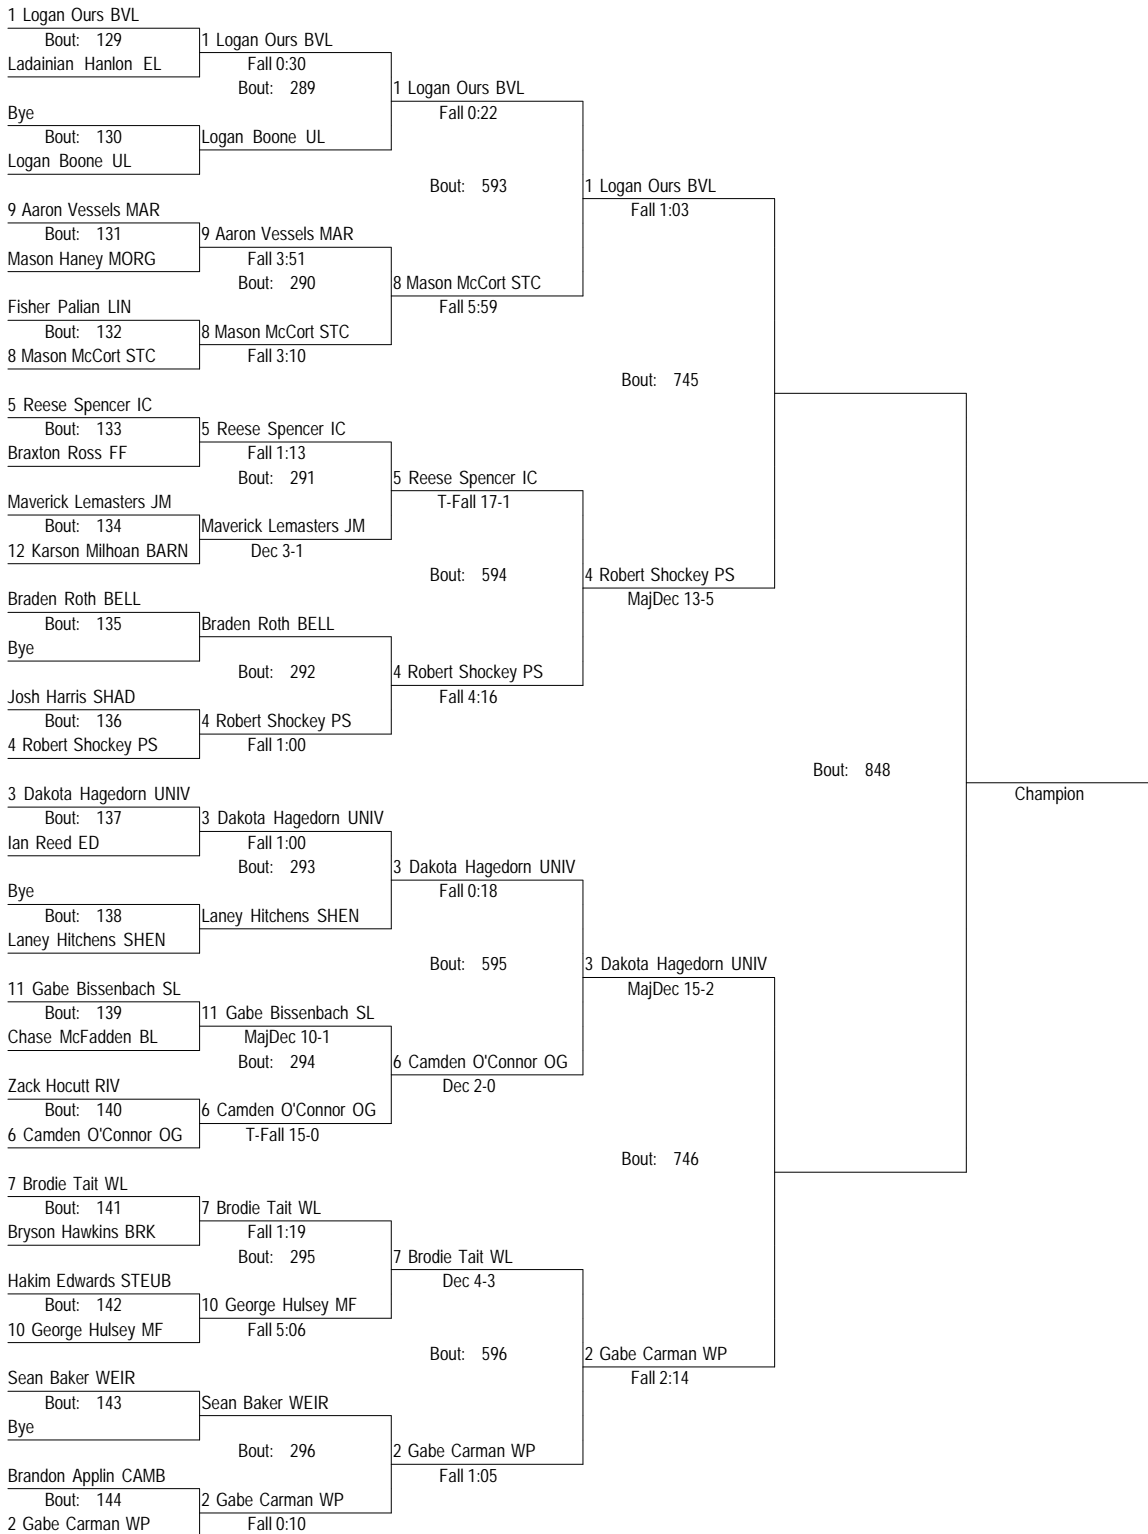 1 Logan Ours BVL
Bout: 129
Ladainian Hanlon EL
1 Logan Ours BVL
Fall 0:30
Bout: 289
Bye
Bout: 130
Logan Boone UL
Logan Boone UL
1 Logan Ours BVL
Fall 0:22
Bout: 593
9 Aaron Vessels MAR
Bout: 131
Mason Haney MORG
9 Aaron Vessels MAR
Fall 3:51
Bout: 290
Fisher Palian LIN
Bout: 132
8 Mason McCort STC
8 Mason McCort STC
Fall 3:10
8 Mason McCort STC
Fall 5:59
1 Logan Ours BVL
Fall 1:03
Bout: 745
5 Reese Spencer IC
Bout: 133
Braxton Ross FF
5 Reese Spencer IC
Fall 1:13
Bout: 291
Maverick Lemasters JM
Bout: 134
12 Karson Milhoan BARN
Maverick Lemasters JM
Dec 3-1
5 Reese Spencer IC
T-Fall 17-1
Bout: 594
Braden Roth BELL
Bout: 135
Bye
Braden Roth BELL
Bout: 292
Josh Harris SHAD
Bout: 136
4 Robert Shockey PS
4 Robert Shockey PS
Fall 1:00
4 Robert Shockey PS
Fall 4:16
4 Robert Shockey PS
MajDec 13-5
Bout: 848
Champion
3 Dakota Hagedorn UNIV
Bout: 137
Ian Reed ED
3 Dakota Hagedorn UNIV
Fall 1:00
Bout: 293
Bye
Bout: 138
Laney Hitchens SHEN
Laney Hitchens SHEN
3 Dakota Hagedorn UNIV
Fall 0:18
Bout: 595
11 Gabe Bissenbach SL
Bout: 139
Chase McFadden BL
11 Gabe Bissenbach SL
MajDec 10-1
Bout: 294
Zack Hocutt RIV
Bout: 140
6 Camden O'Connor OG
6 Camden O'Connor OG
T-Fall 15-0
6 Camden O'Connor OG
Dec 2-0
3 Dakota Hagedorn UNIV
MajDec 15-2
Bout: 746
7 Brodie Tait WL
Bout: 141
Bryson Hawkins BRK
7 Brodie Tait WL
Fall 1:19
Bout: 295
Hakim Edwards STEUB
Bout: 142
10 George Hulsey MF
10 George Hulsey MF
Fall 5:06
7 Brodie Tait WL
Dec 4-3
Bout: 596
Sean Baker WEIR
Bout: 143
Bye
Sean Baker WEIR
Bout: 296
Brandon Applin CAMB
Bout: 144
2 Gabe Carman WP
2 Gabe Carman WP
Fall 0:10
2 Gabe Carman WP
Fall 1:05
2 Gabe Carman WP
Fall 2:14